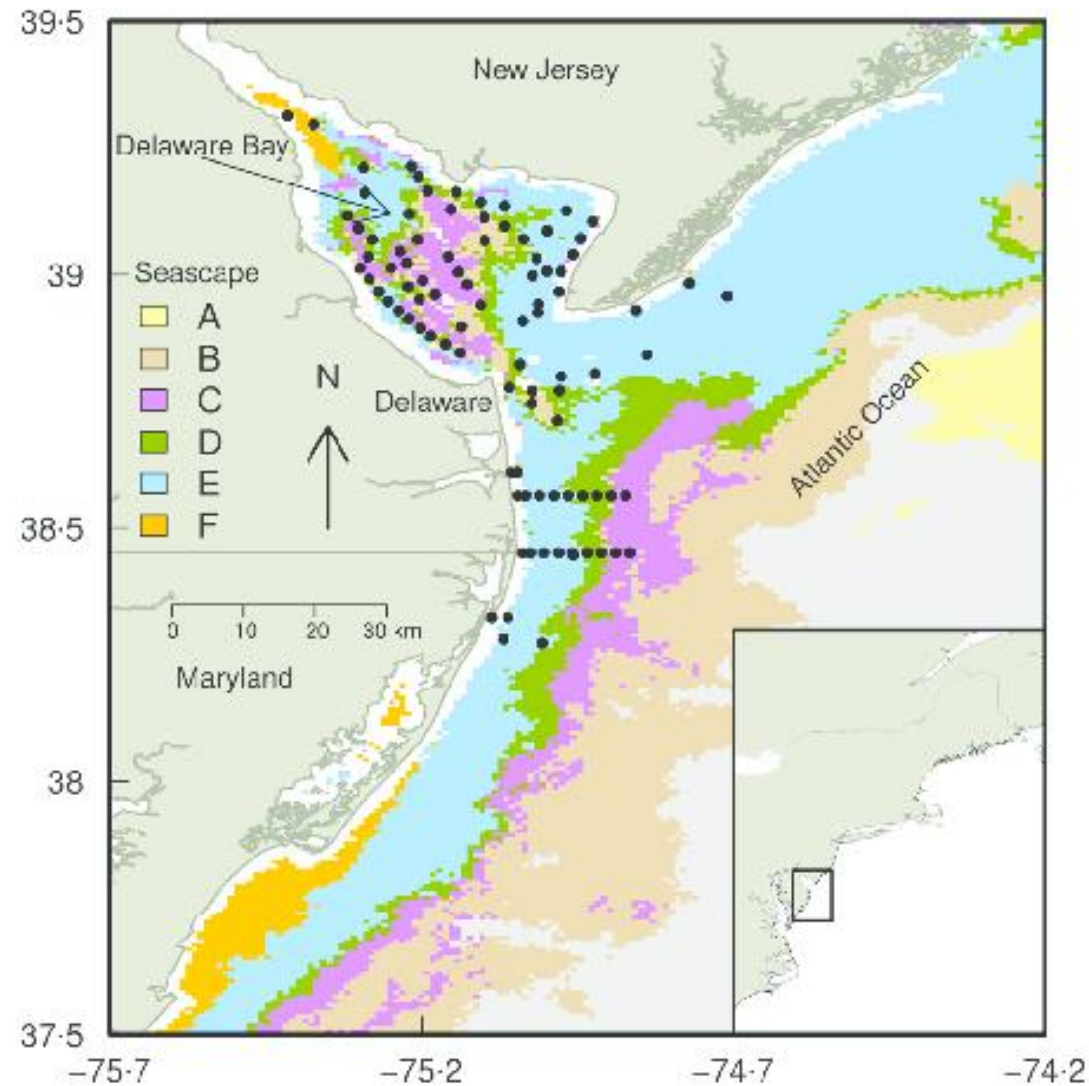 39·5
New Jersey
Delaware Bay
39
Seascape
A
B
C
D
E
F
N
Delaware
Atlantic Ocean
38·5
0 10 20 30 km
Maryland
38
37·5
−75·7 −75·2 −74·7 −74·2